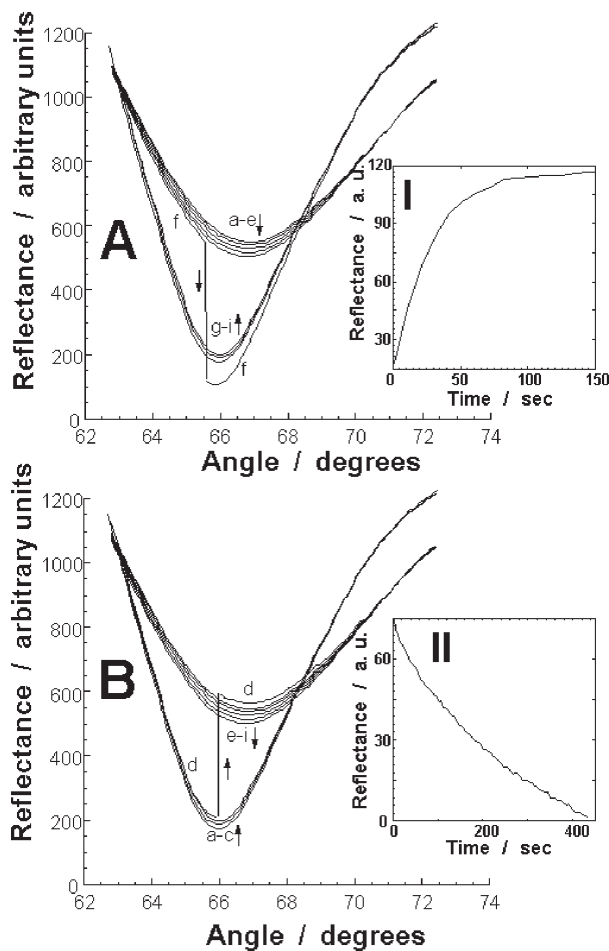 A
Reflectance / arbitrary units
1200
1000
800
600
400
200
0
f
a-e
g-i
f
62 64 66 68 70 72 74
Angle / degrees
I
Reflectance / a. u.
120
90
60
30
0 50 100 150
Time / sec
B
Reflectance / arbitrary units
1200
1000
800
600
400
200
0
d
e-i
d
a-c
62 64 66 68 70 72 74
Angle / degrees
II
Reflectance / a. u.
60
30
0
0 200 400
Time / sec